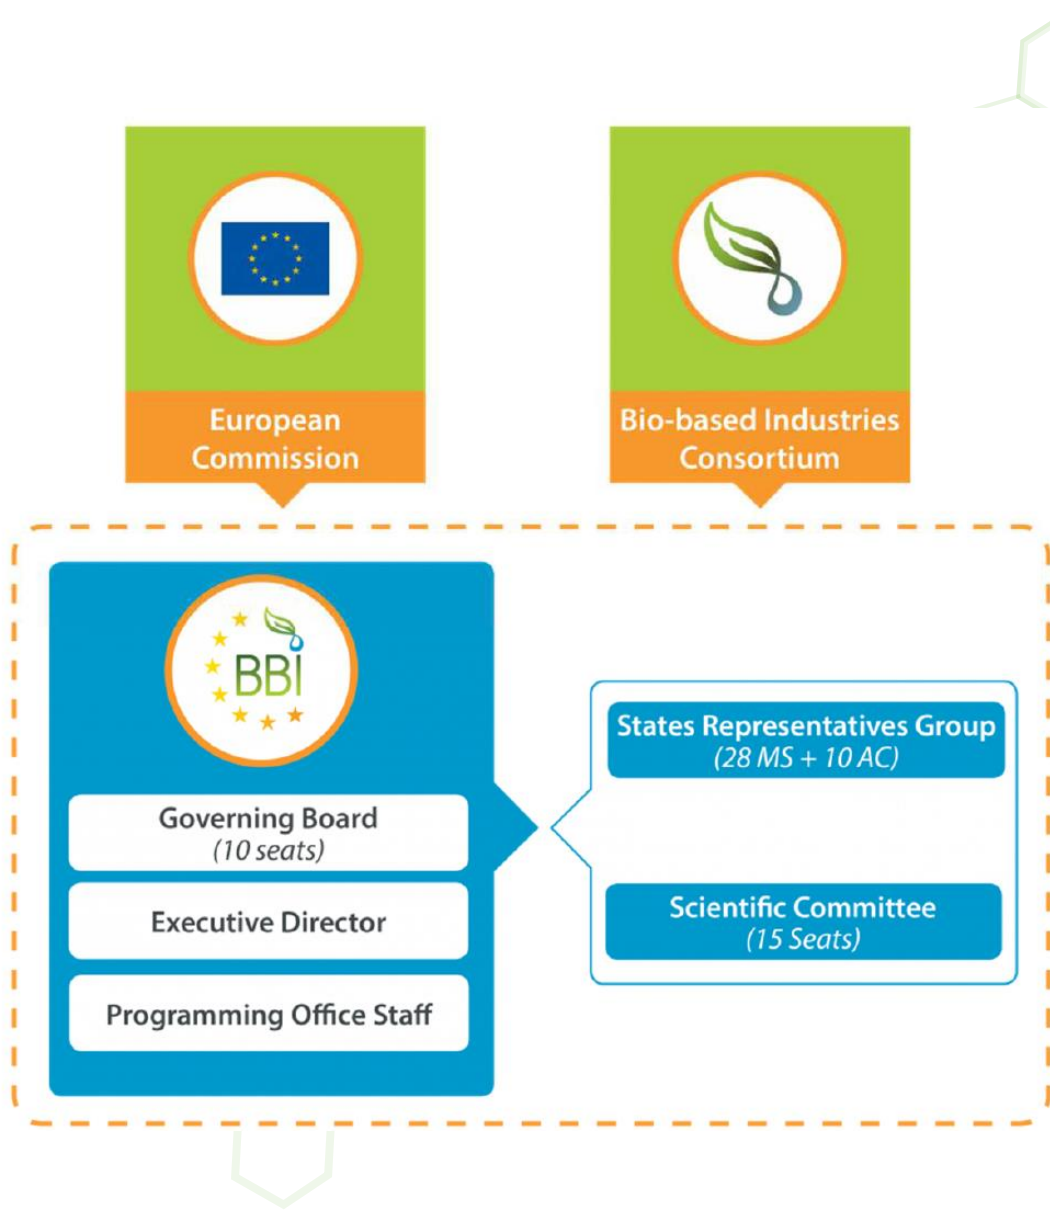 European
Commission
Bio-based Industries
Consortium
BBI
Governing Board
(10 seats)
Executive Director
Programming Office Staff
States Representatives Group
(28 MS + 10 AC)
Scientific Committee
(15 Seats)